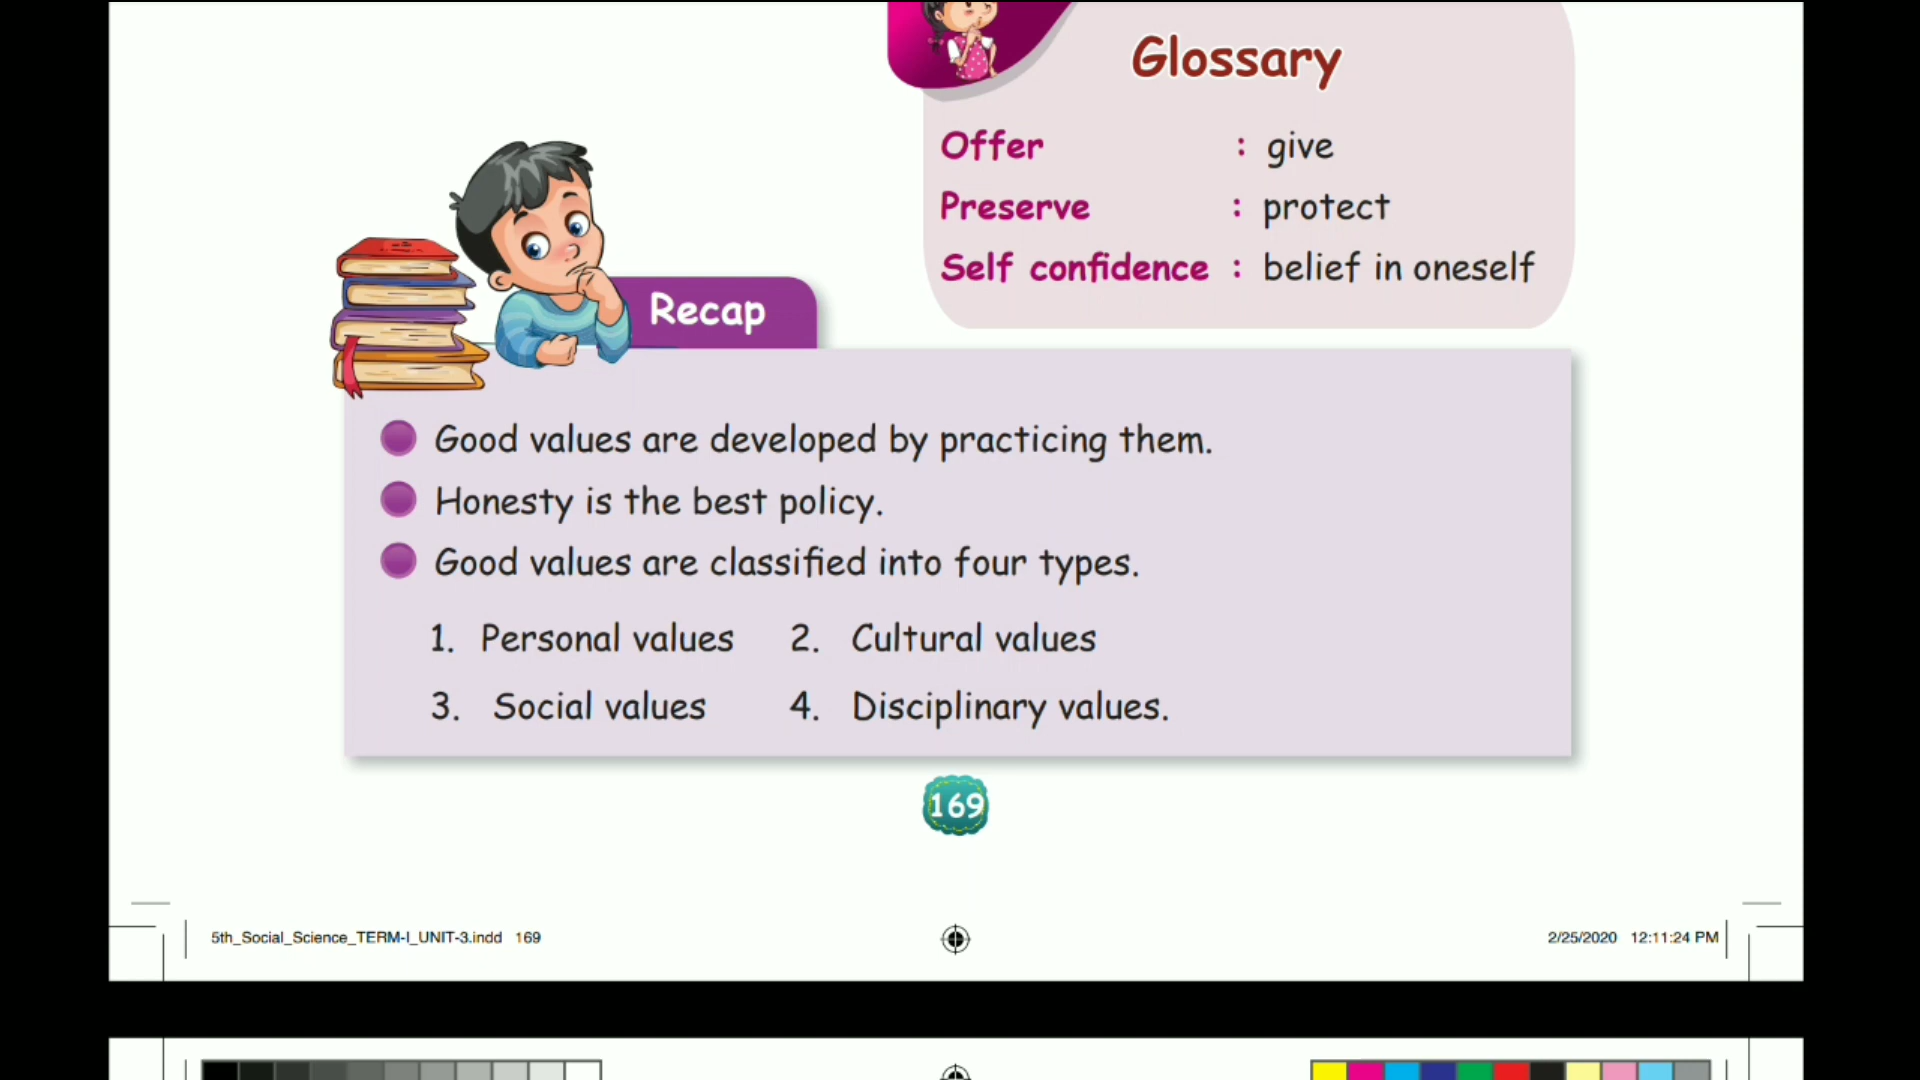 Glossary
Offer : give
Preserve : protect
Self confidence : belief in oneself
Recap
Good values are developed by practicing them.
Honesty is the best policy.
Good values are classified into four types.
1. Personal values 2. Cultural values
3. Social values 4. Disciplinary values.
169
5th_Social_Science_TERM-I_UNIT-3.indd 169
2/25/2020 12:11:24 PM